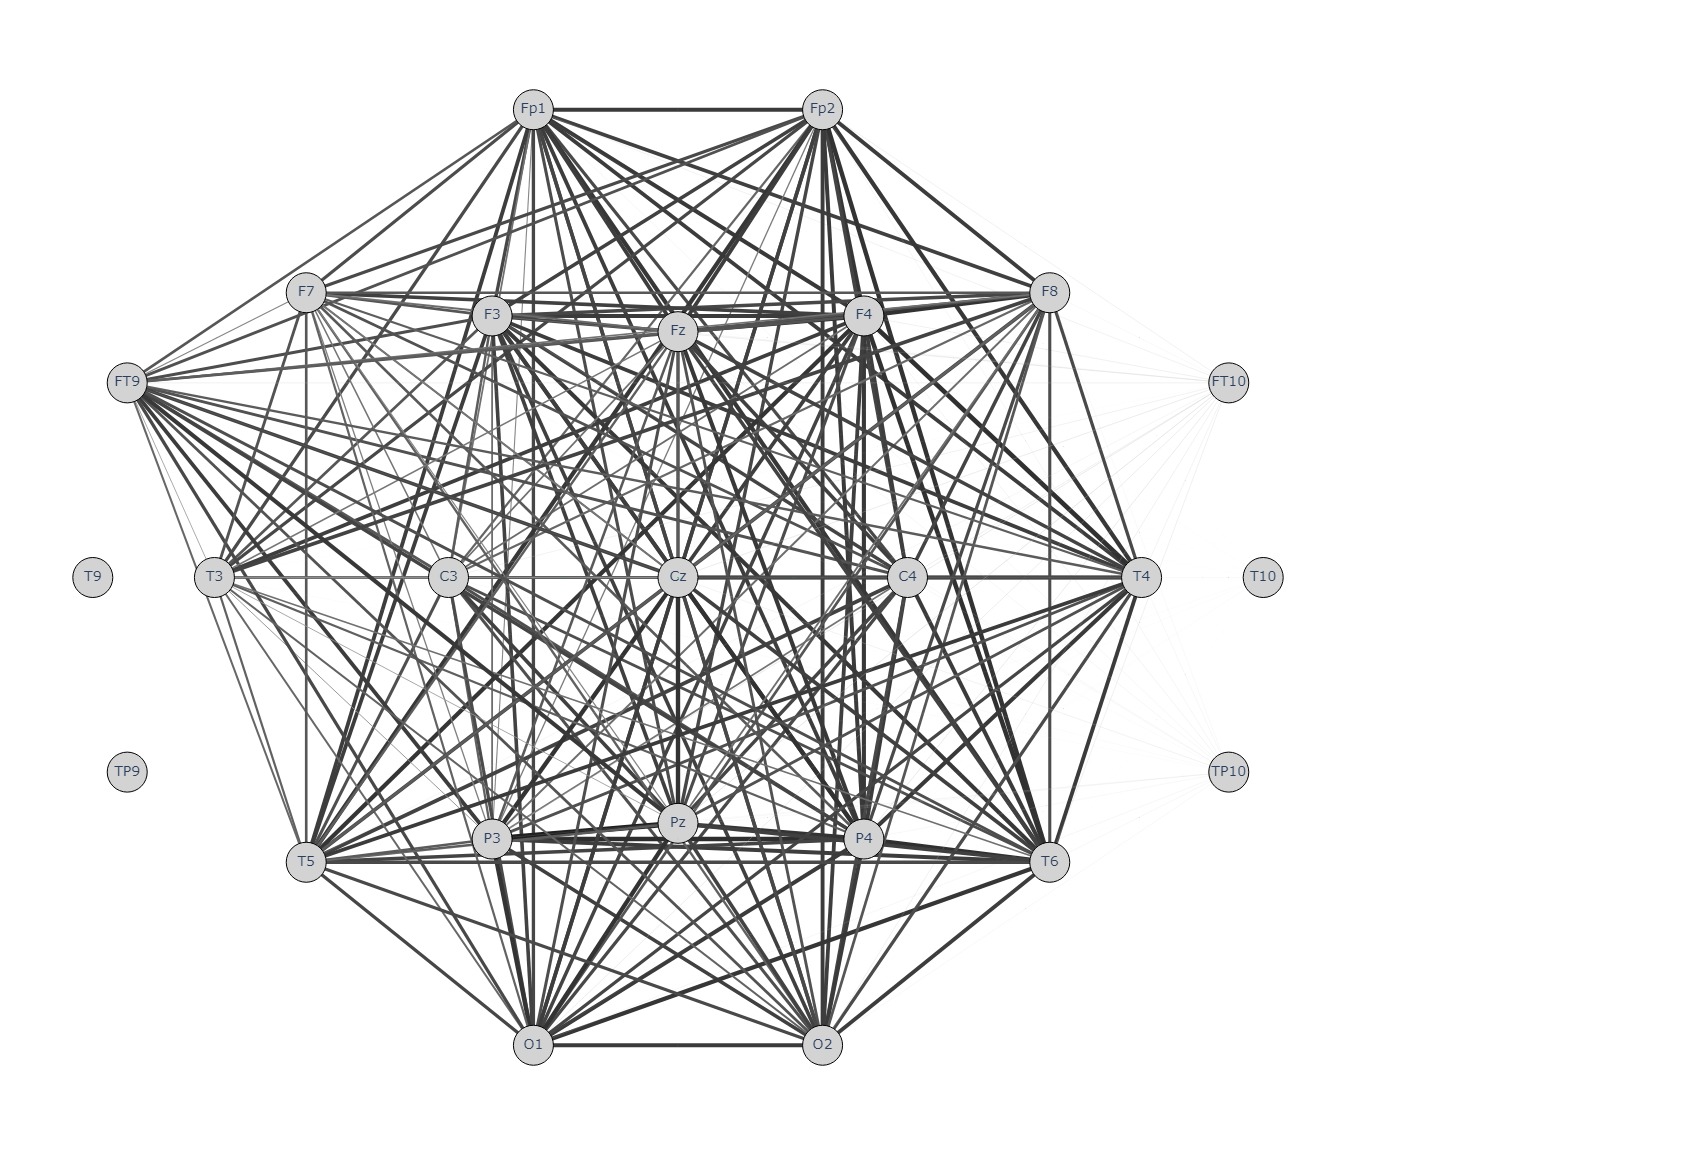 Fp1 Fp2
F7 F3 Fz F4 F8
FT9 FT10
T9 T3 C3 Cz C4 T4 T10
TP9 TP10
T5 P3 Pz P4 T6
O1 O2